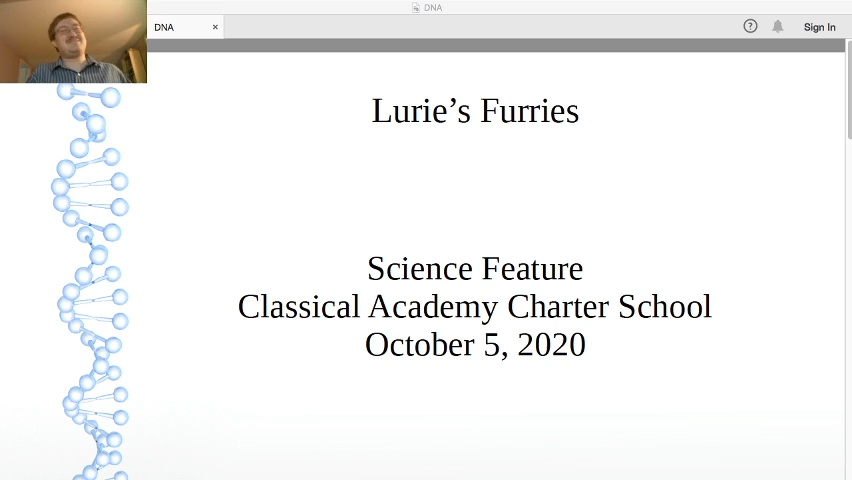 DNA
DNA
Sign In
Lurie’s Furries
Science Feature
Classical Academy Charter School
October 5, 2020